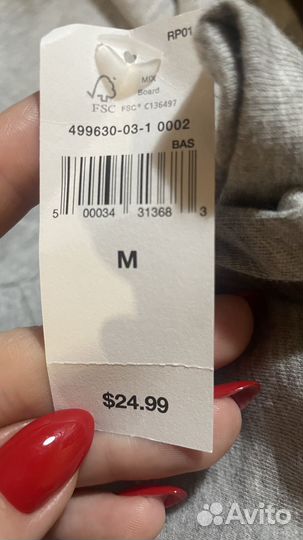 RP01
MIX
Board
FSC FSC® C136497
499630-03-1 0002
BAS
5 00034 31368 3
M
$24.99
Avito